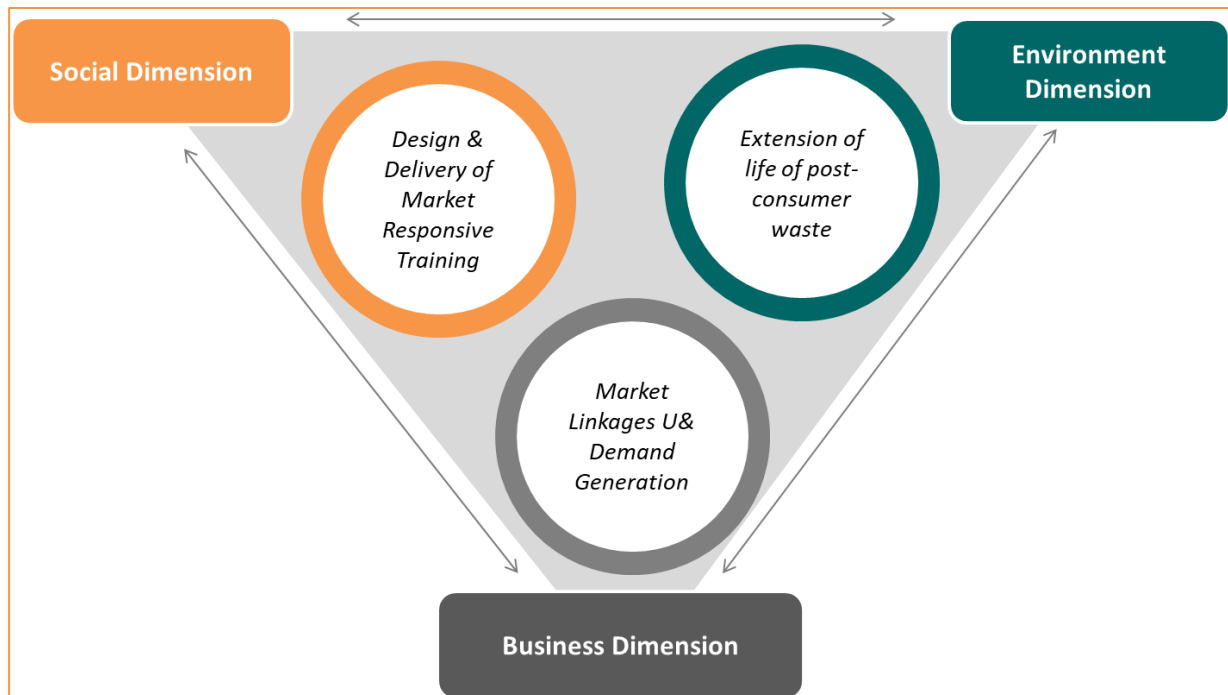 Social Dimension
Environment
Dimension
Design &
Delivery of
Market
Responsive
Training
Extension of
life of post-
consumer
waste
Market
Linkages U&
Demand
Generation
Business Dimension